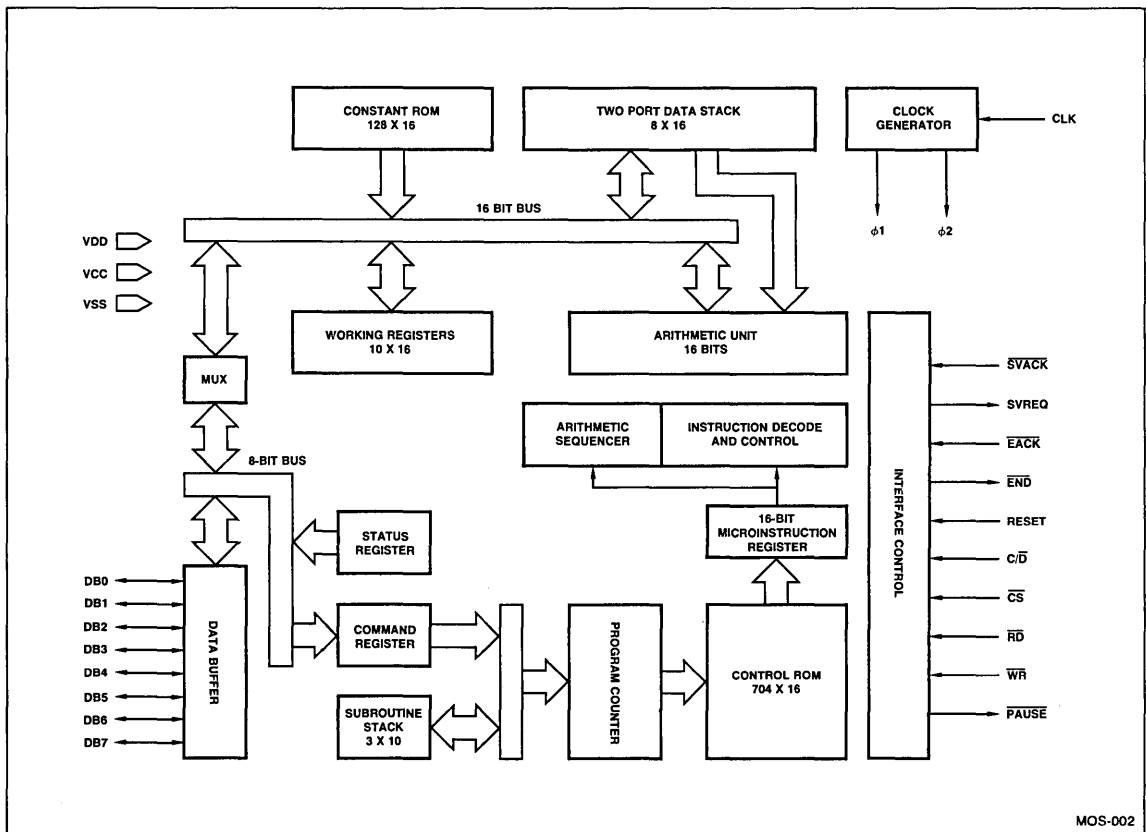 CONSTANT ROM
128 X 16
TWO PORT DATA STACK
8 X 16
CLOCK
GENERATOR
CLK
16 BIT BUS
ϕ1
ϕ2
VDD
VCC
VSS
WORKING REGISTERS
10 X 16
ARITHMETIC UNIT
16 BITS
MUX
SVACK
SVREQ
EACK
END
RESET
C/D
CS
RD
WR
PAUSE
INTERFACE CONTROL
ARITHMETIC
SEQUENCER
INSTRUCTION DECODE
AND CONTROL
8-BIT BUS
STATUS
REGISTER
16-BIT
MICROINSTRUCTION
REGISTER
DB0
DB1
DB2
DB3
DB4
DB5
DB6
DB7
DATA BUFFER
COMMAND
REGISTER
SUBROUTINE
STACK
3 X 10
PROGRAM COUNTER
CONTROL ROM
704 X 16
MOS-002